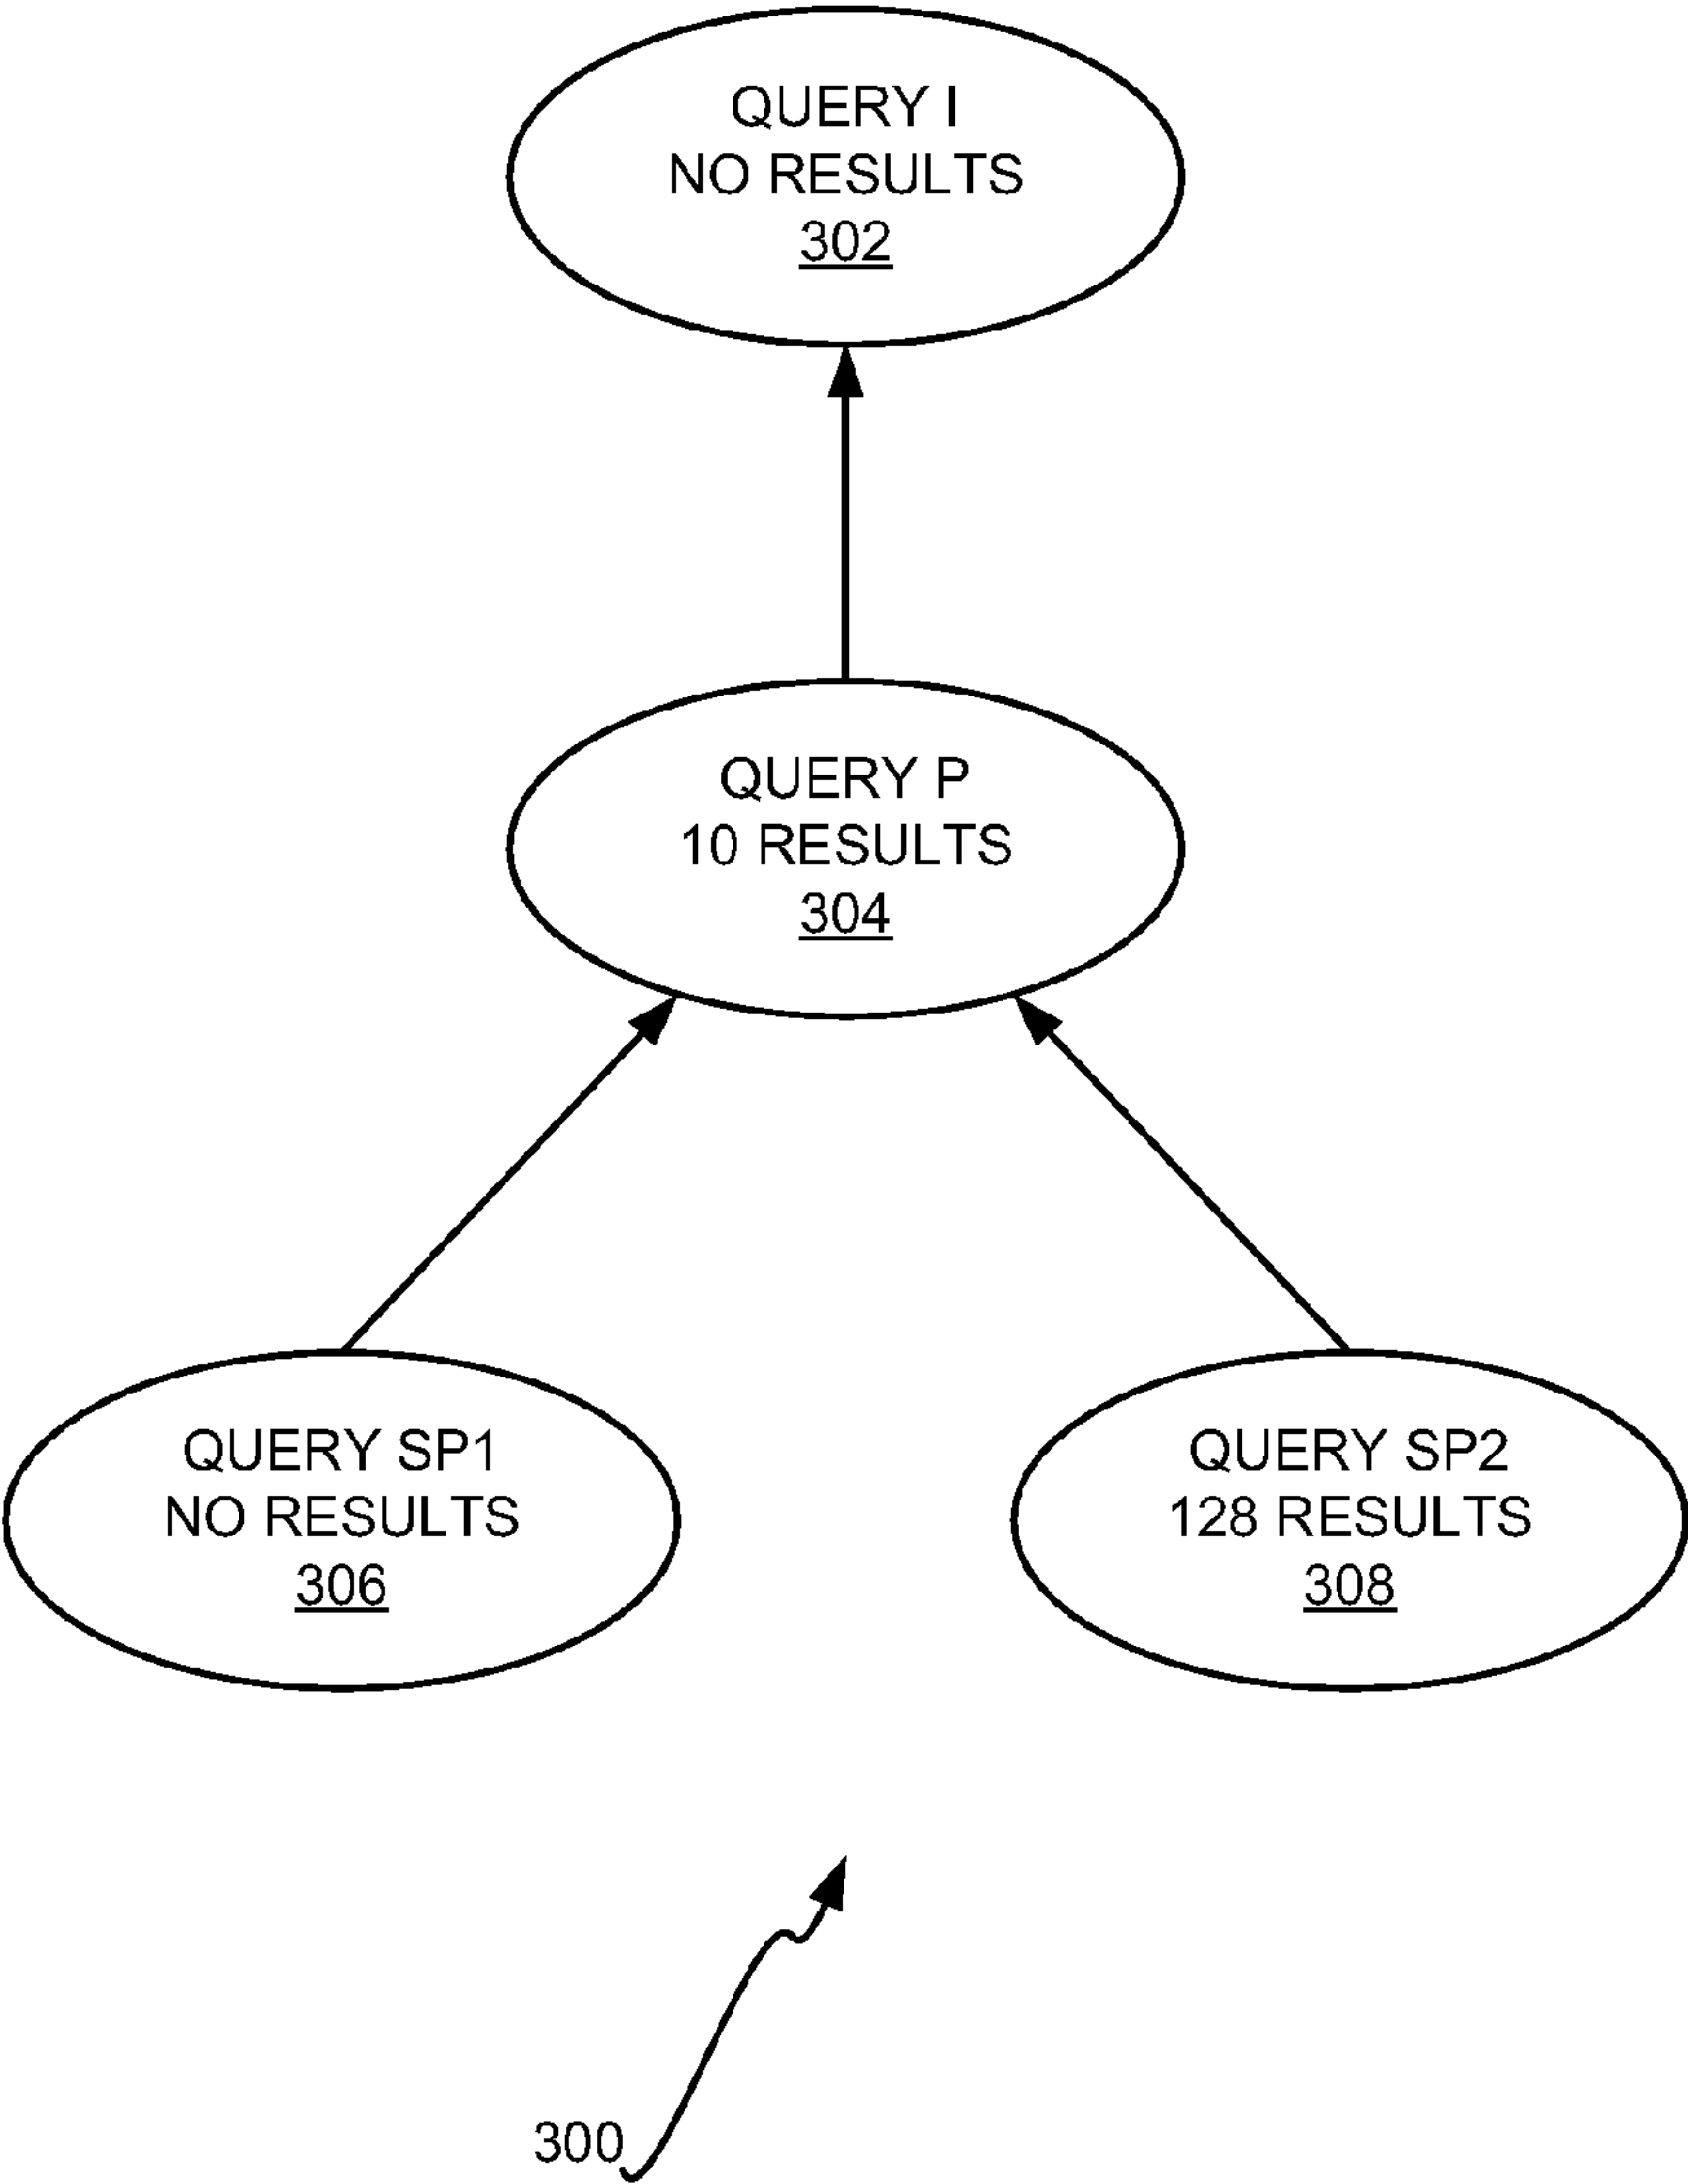 QUERY I
NO RESULTS
302
QUERY P
10 RESULTS
304
QUERY SP1
NO RESULTS
306
QUERY SP2
128 RESULTS
308
300